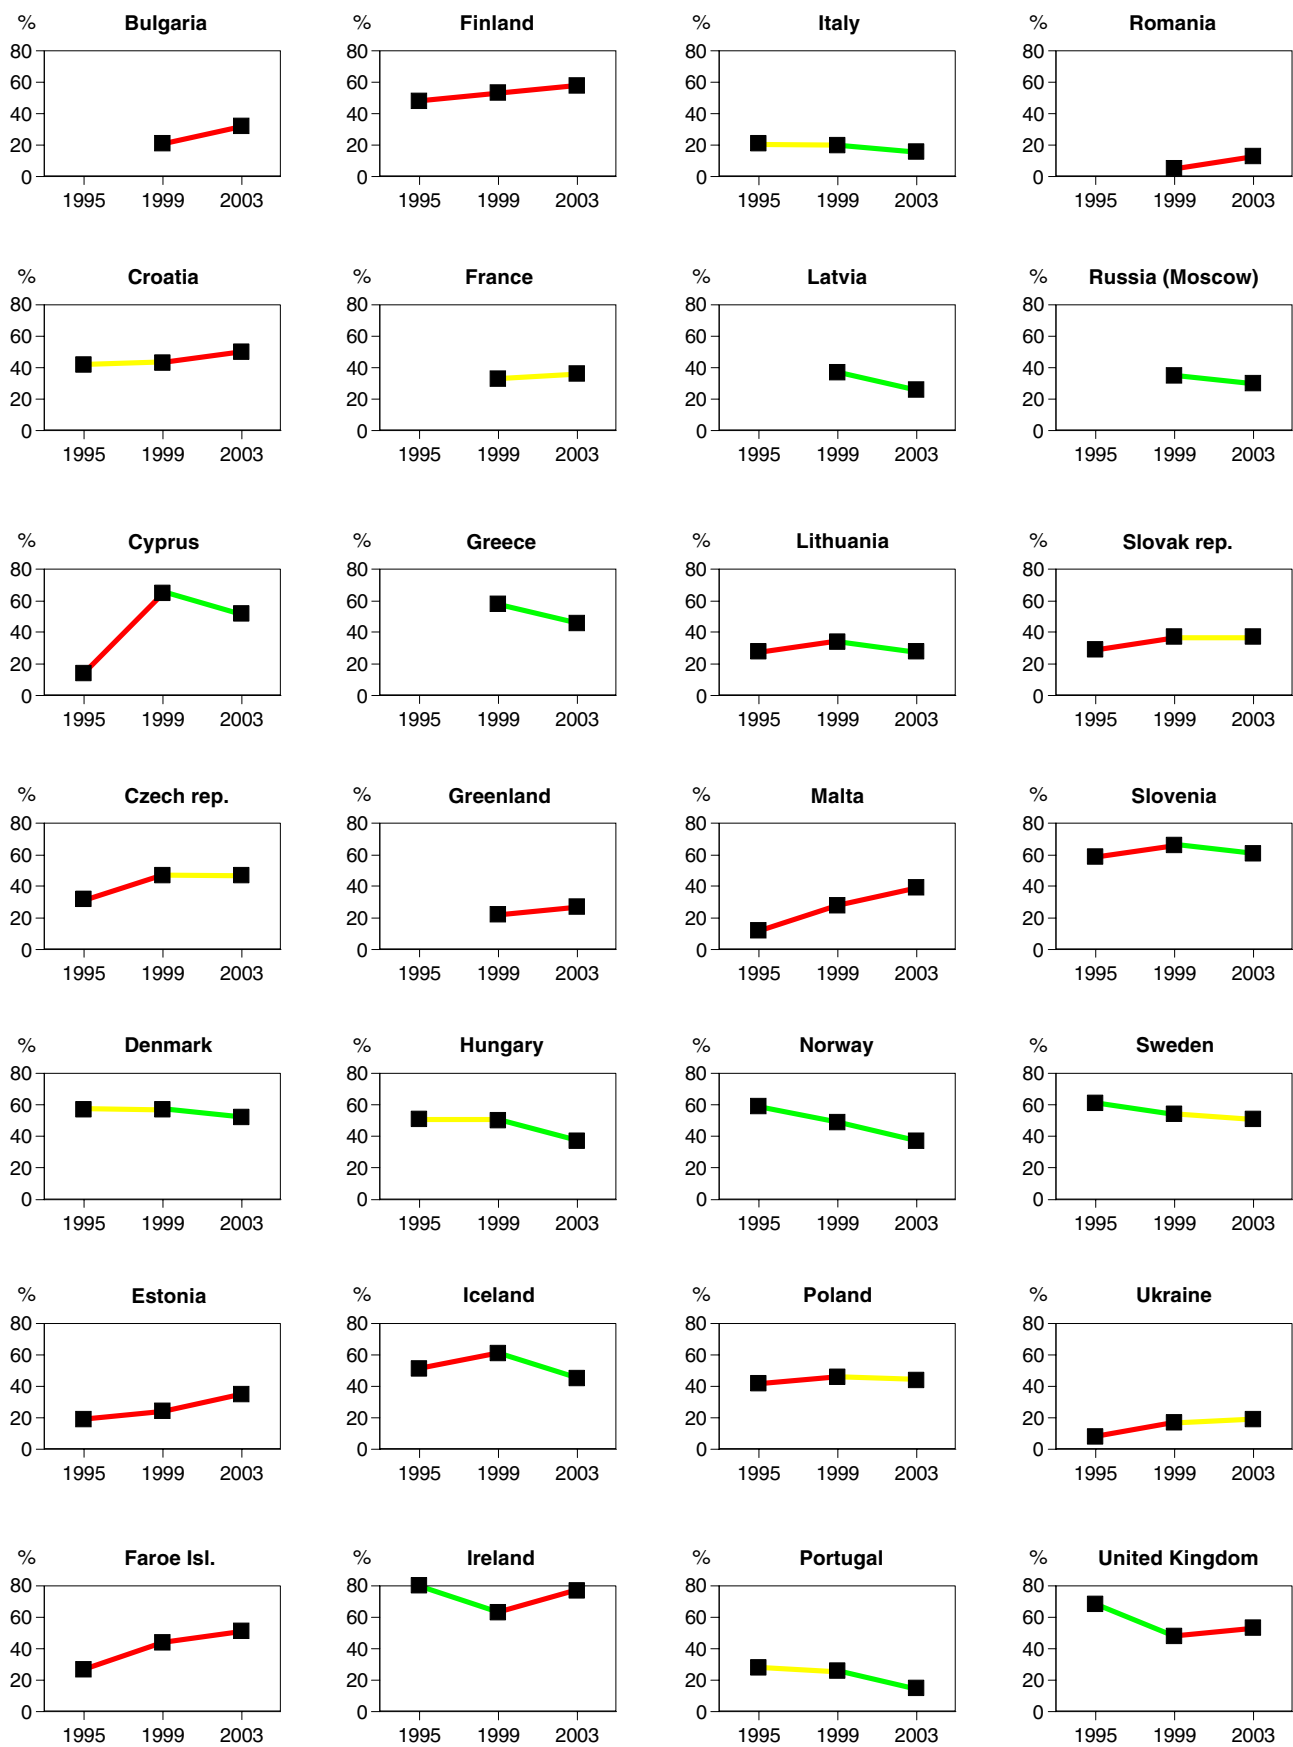 % Bulgaria % Finland % Italy % Romania
80 80 80 80
60 60 60 60
40 40 40 40
20 20 20 20
0 0 0 0
1995 1999 2003 1995 1999 2003 1995 1999 2003 1995 1999 2003
% Croatia % France % Latvia % Russia (Moscow)
80 80 80 80
60 60 60 60
40 40 40 40
20 20 20 20
0 0 0 0
1995 1999 2003 1995 1999 2003 1995 1999 2003 1995 1999 2003
% Cyprus % Greece % Lithuania % Slovak rep.
80 80 80 80
60 60 60 60
40 40 40 40
20 20 20 20
0 0 0 0
1995 1999 2003 1995 1999 2003 1995 1999 2003 1995 1999 2003
% Czech rep. % Greenland % Malta % Slovenia
80 80 80 80
60 60 60 60
40 40 40 40
20 20 20 20
0 0 0 0
1995 1999 2003 1995 1999 2003 1995 1999 2003 1995 1999 2003
% Denmark % Hungary % Norway % Sweden
80 80 80 80
60 60 60 60
40 40 40 40
20 20 20 20
0 0 0 0
1995 1999 2003 1995 1999 2003 1995 1999 2003 1995 1999 2003
% Estonia % Iceland % Poland % Ukraine
80 80 80 80
60 60 60 60
40 40 40 40
20 20 20 20
0 0 0 0
1995 1999 2003 1995 1999 2003 1995 1999 2003 1995 1999 2003
% Faroe Isl. % Ireland % Portugal % United Kingdom
80 80 80 80
60 60 60 60
40 40 40 40
20 20 20 20
0 0 0 0
1995 1999 2003 1995 1999 2003 1995 1999 2003 1995 1999 2003